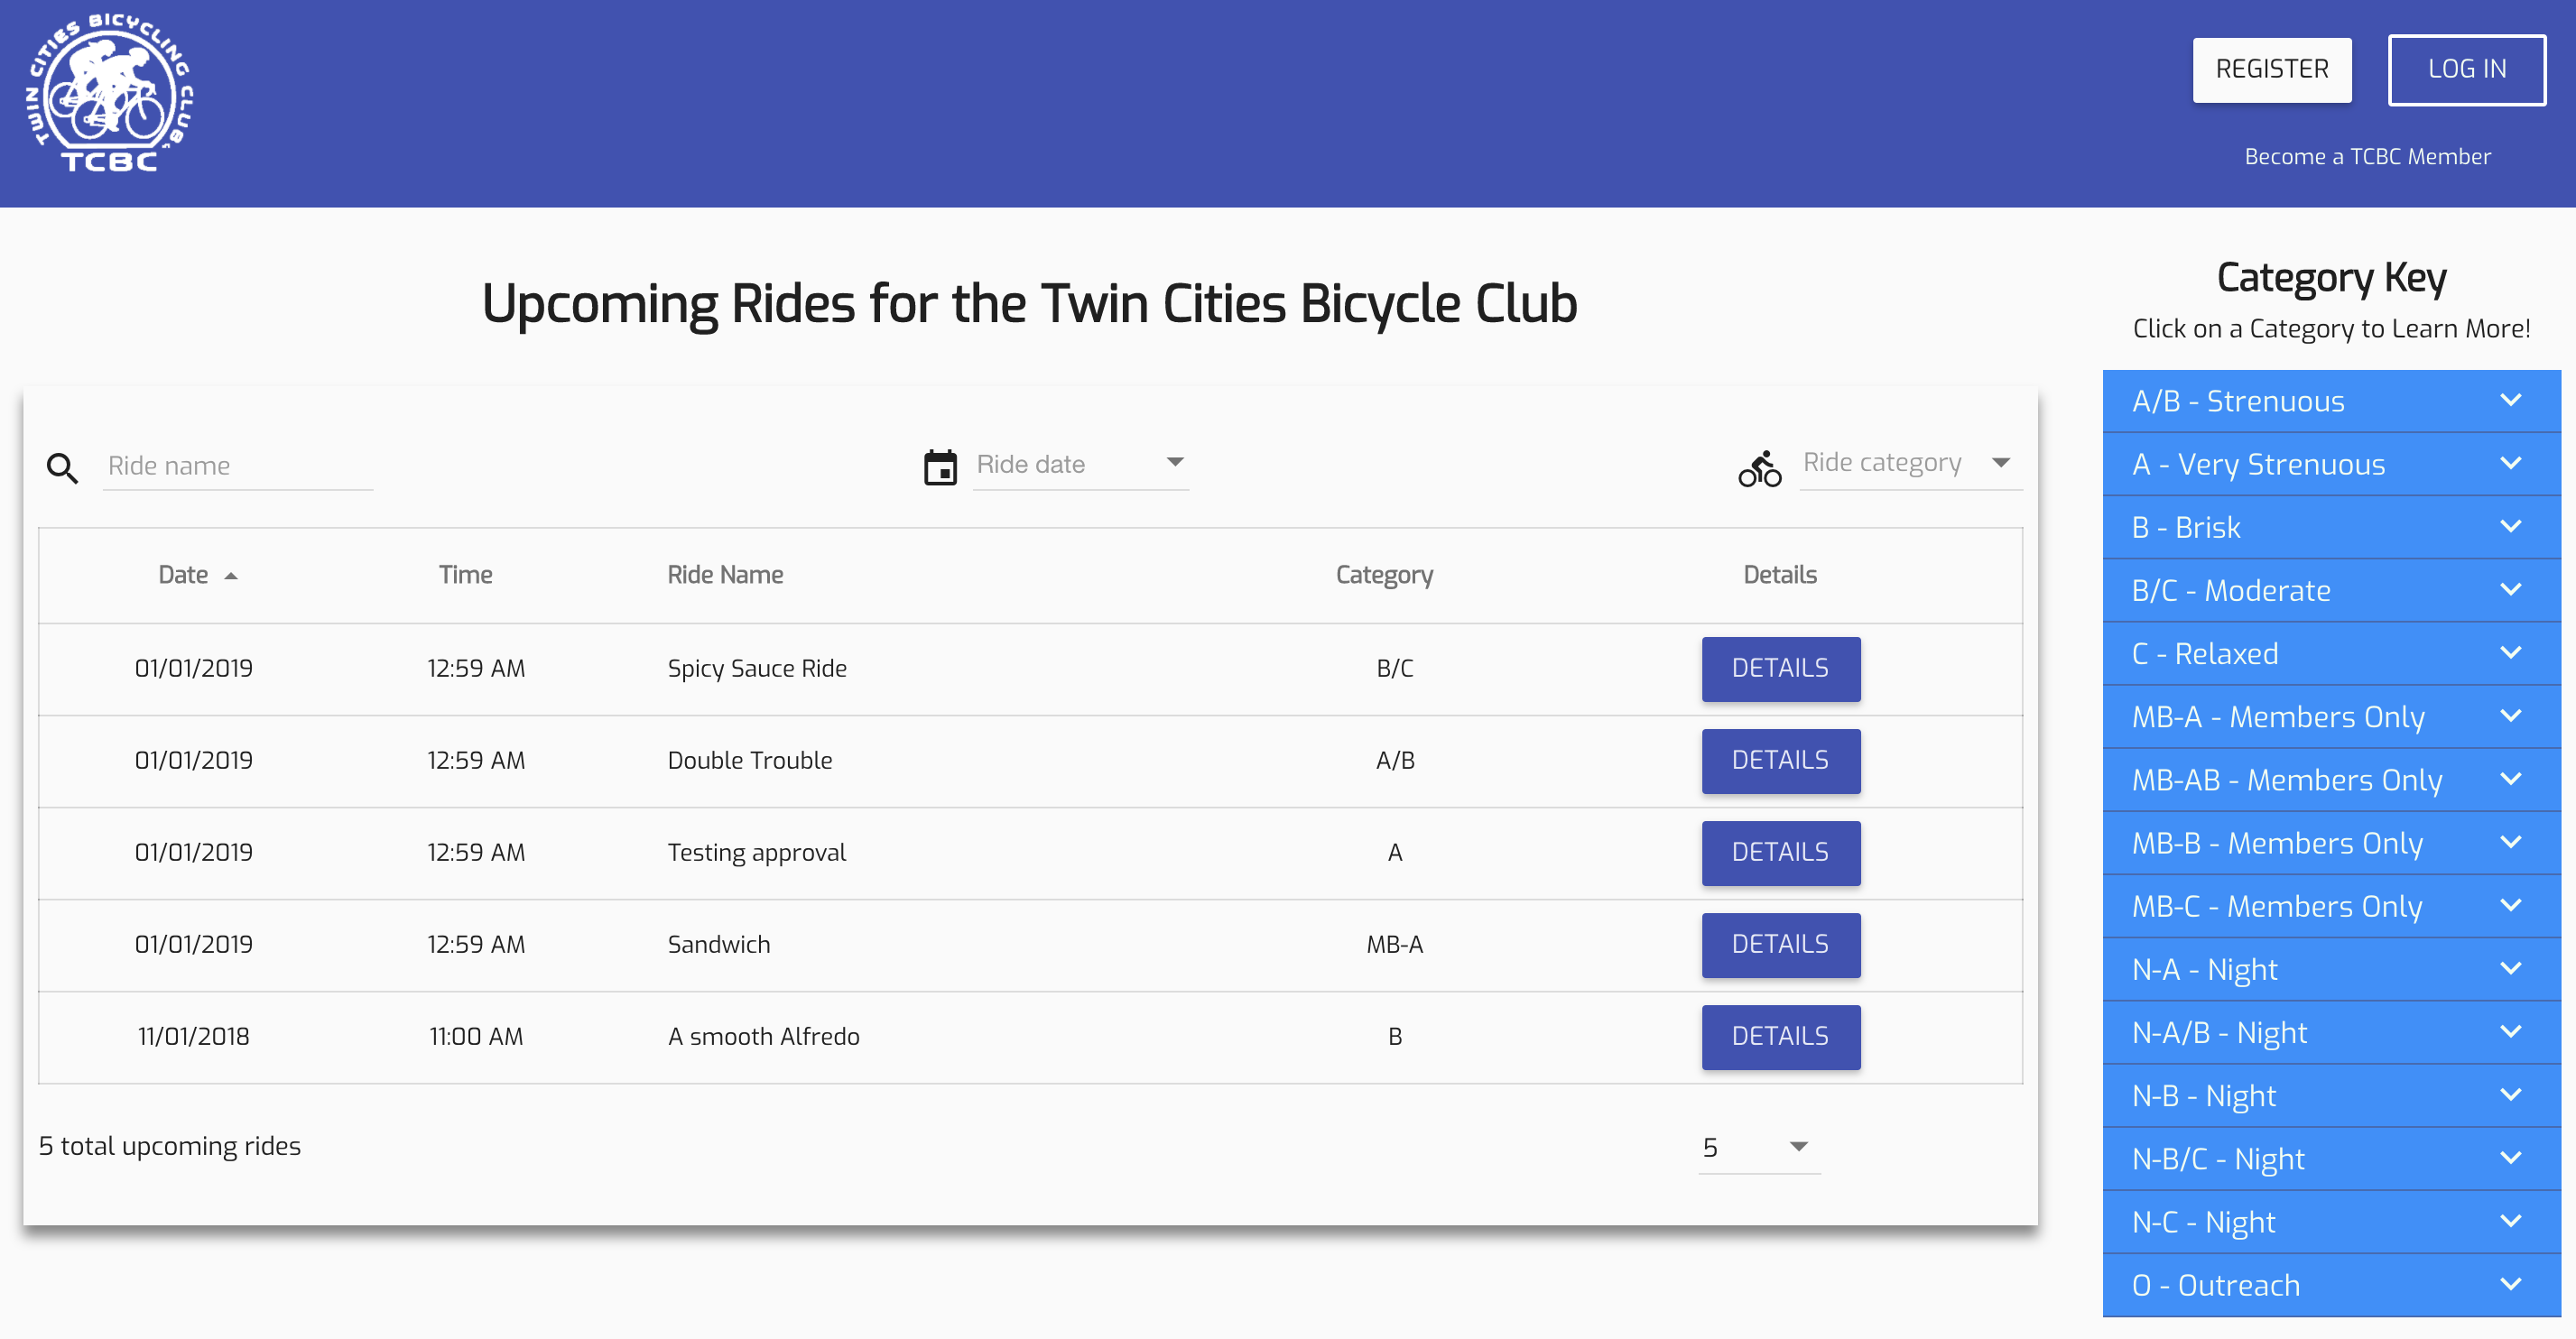 TWIN CITIES BICYCLING CLUB,
TCBC
REGISTER
LOG IN
Become a TCBC Member
Upcoming Rides for the Twin Cities Bicycle Club
Ride name
Ride date
Ride category
Date Time Ride Name Category Details
01/01/2019 12:59 AM Spicy Sauce Ride B/C DETAILS
01/01/2019 12:59 AM Double Trouble A/B DETAILS
01/01/2019 12:59 AM Testing approval A DETAILS
01/01/2019 12:59 AM Sandwich MB-A DETAILS
11/01/2018 11:00 AM A smooth Alfredo B DETAILS
5 total upcoming rides
5
Category Key
Click on a Category to Learn More!
A/B - Strenuous
A - Very Strenuous
B - Brisk
B/C - Moderate
C - Relaxed
MB-A - Members Only
MB-AB - Members Only
MB-B - Members Only
MB-C - Members Only
N-A - Night
N-A/B - Night
N-B - Night
N-B/C - Night
N-C - Night
O - Outreach